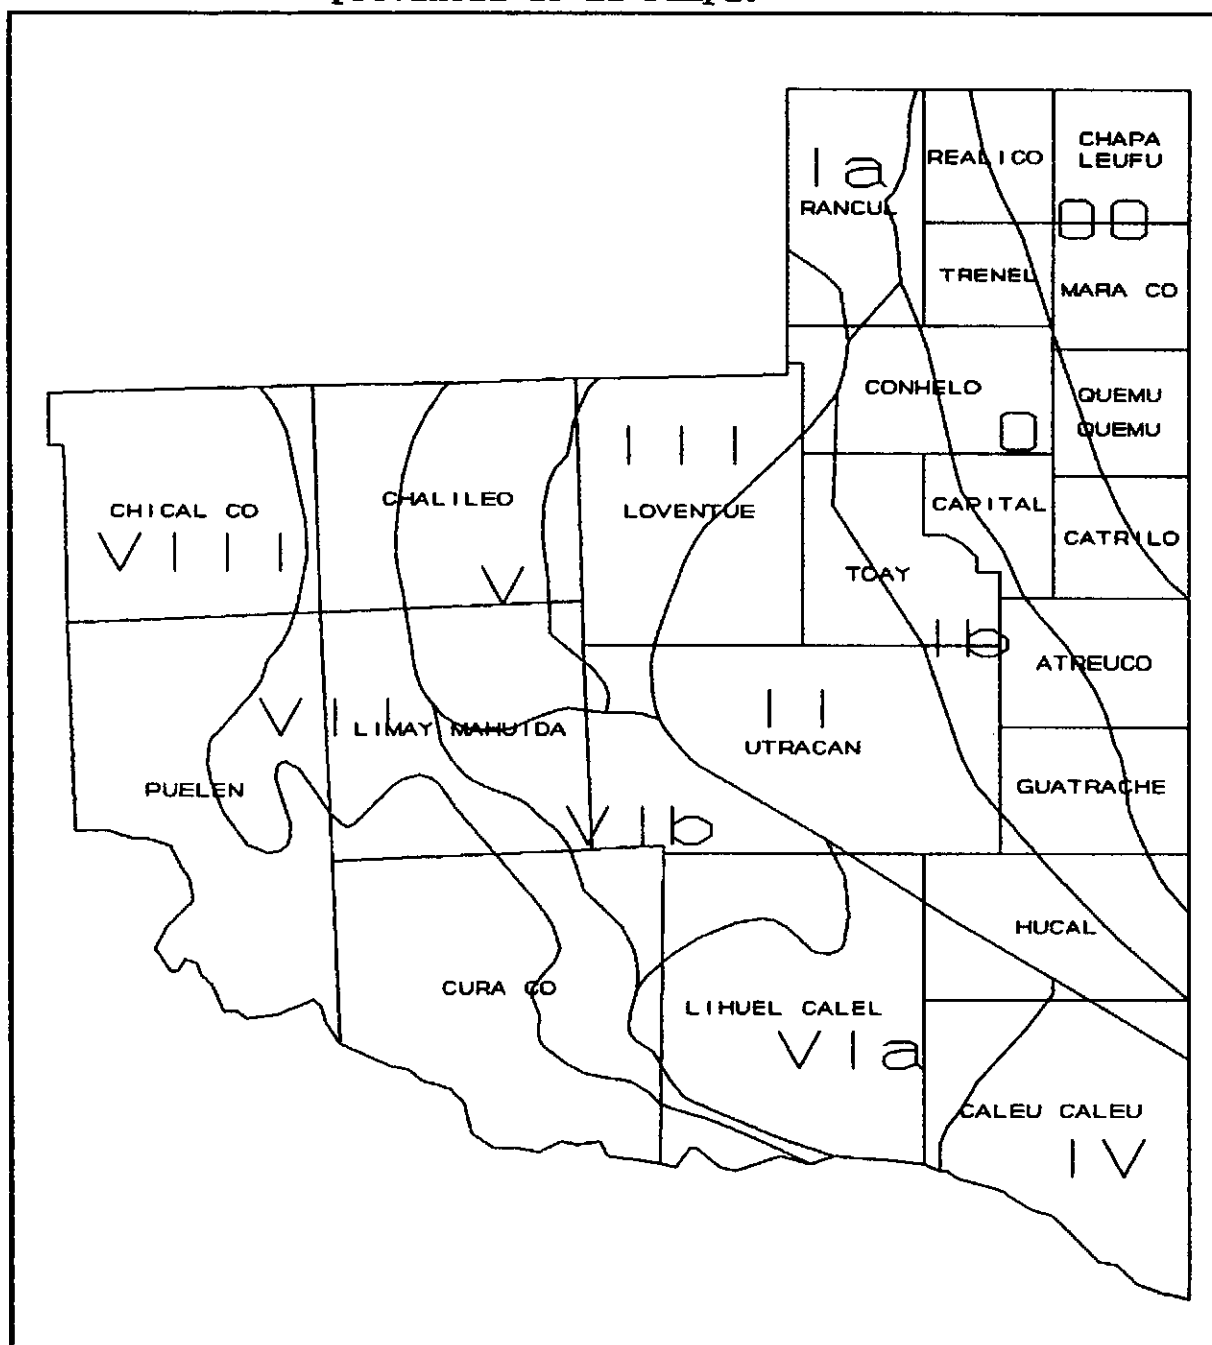 REALICO
CHAPA
LEUFU
Ia
RANCUL
00
TRENEL
MARA CO
CONHELO
QUEMU
QUEMU
0
III
CHALILEO
CHICAL CO
LOVENTUE
CAPITAL
CATRILO
VIII
V
TOAY
Ib
ATREUCO
VII
LIMAY MAHUIDA
II
UTRACAN
PUELEN
GUATRACHE
VIb
HUCAL
CURA CO
LIHUEL CALEL
VIa
CALEU CALEU
IV